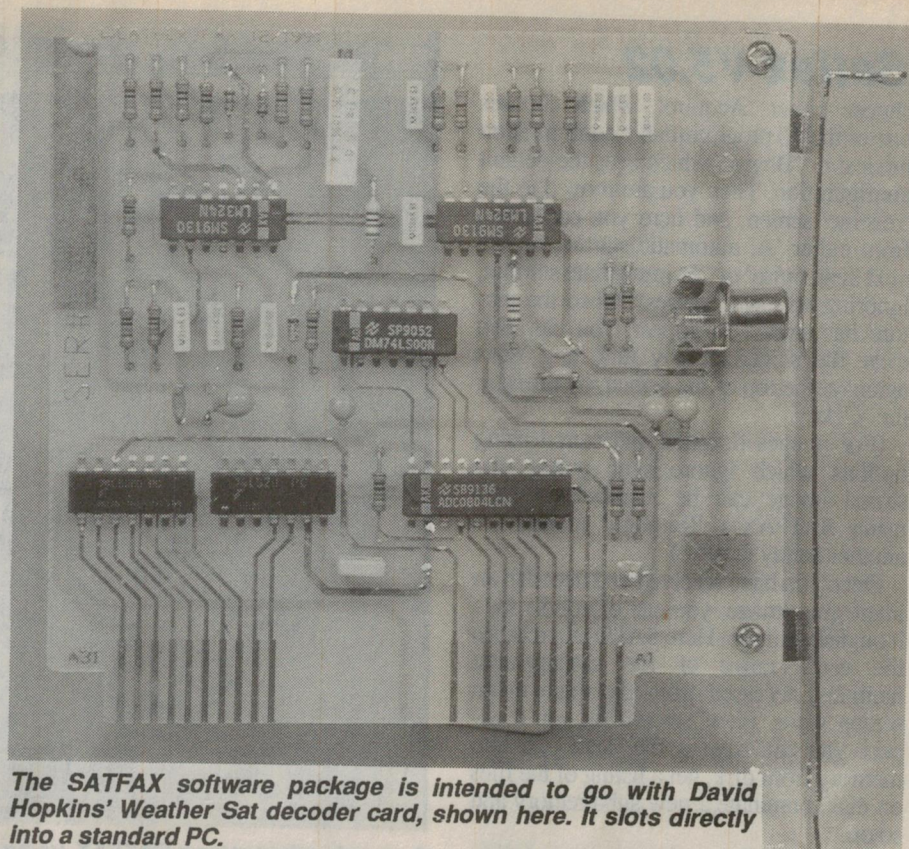 SM9130
LM324N
SM9130
LM324N
SERI
SP9052
DM74LS00N
SB9136
ADC0804LCN
A31
A1
The SATFAX software package is intended to go with David
Hopkins' Weather Sat decoder card, shown here. It slots directly
into a standard PC.